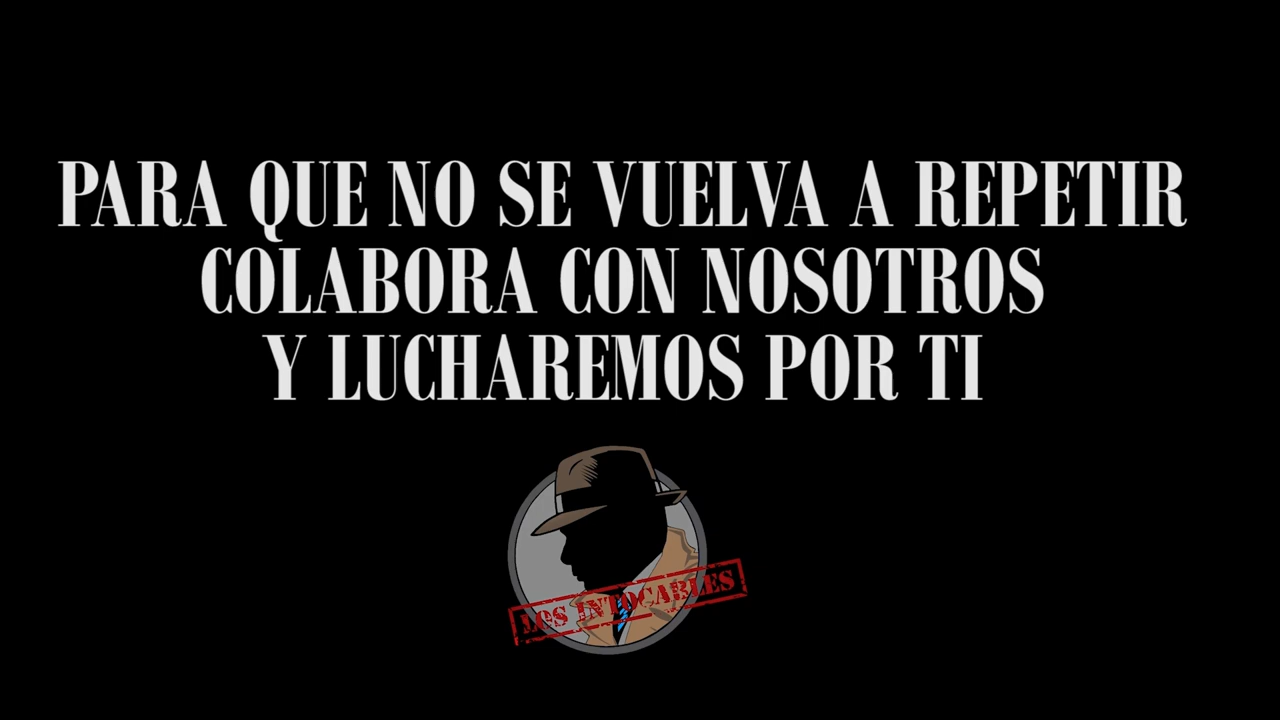 PARA QUE NO SE VUELVA A REPETIR
COLABORA CON NOSOTROS
Y LUCHAREMOS POR TI
LOS INTOCABLES